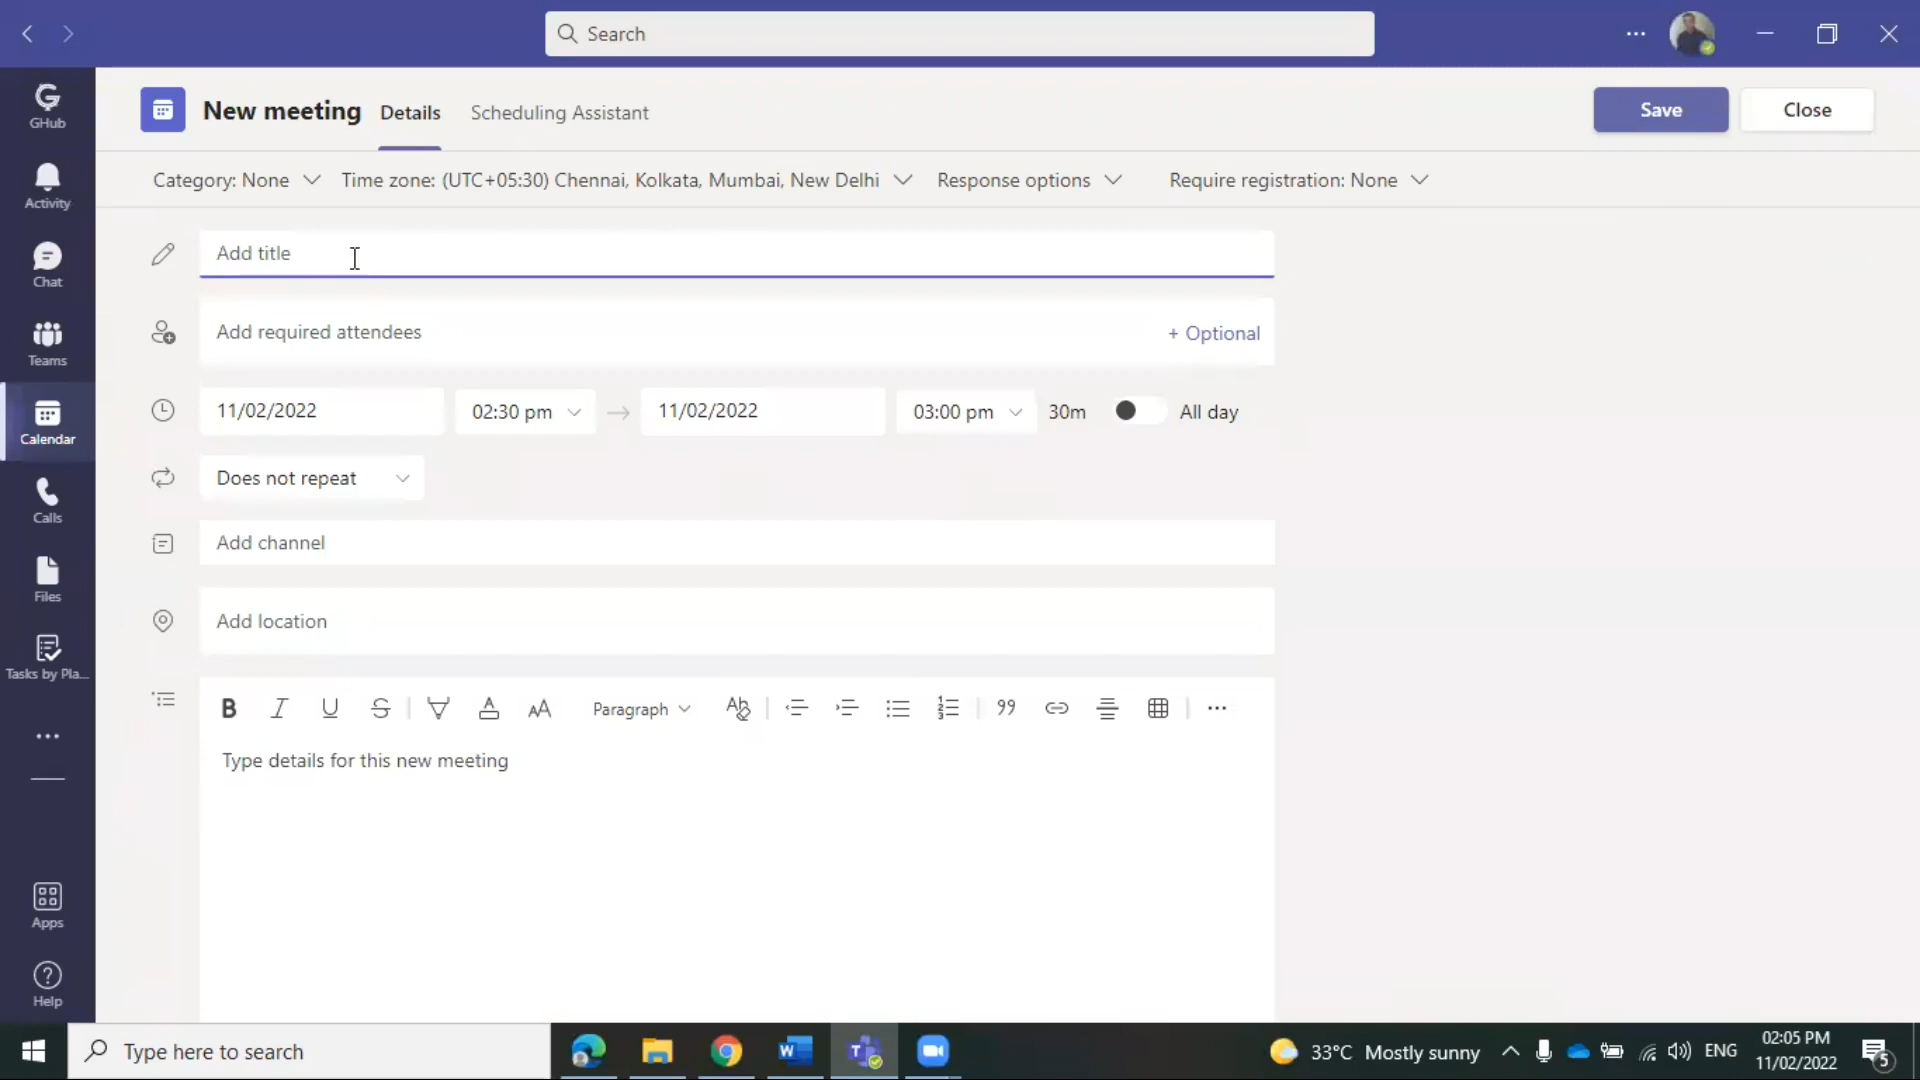 Search
GHub
Activity
Chat
Teams
Calendar
Calls
Files
Tasks by Pla...
Apps
Help
New meeting Details Scheduling Assistant Save Close
Category: None Time zone: (UTC+05:30) Chennai, Kolkata, Mumbai, New Delhi Response options Require registration: None
Add title
Add required attendees + Optional
11/02/2022 02:30 pm → 11/02/2022 03:00 pm 30m All day
Does not repeat
Add channel
Add location
B I U S A AA Paragraph Ab 99 ...
Type details for this new meeting
Type here to search
33°C Mostly sunny ENG 02:05 PM
11/02/2022 5